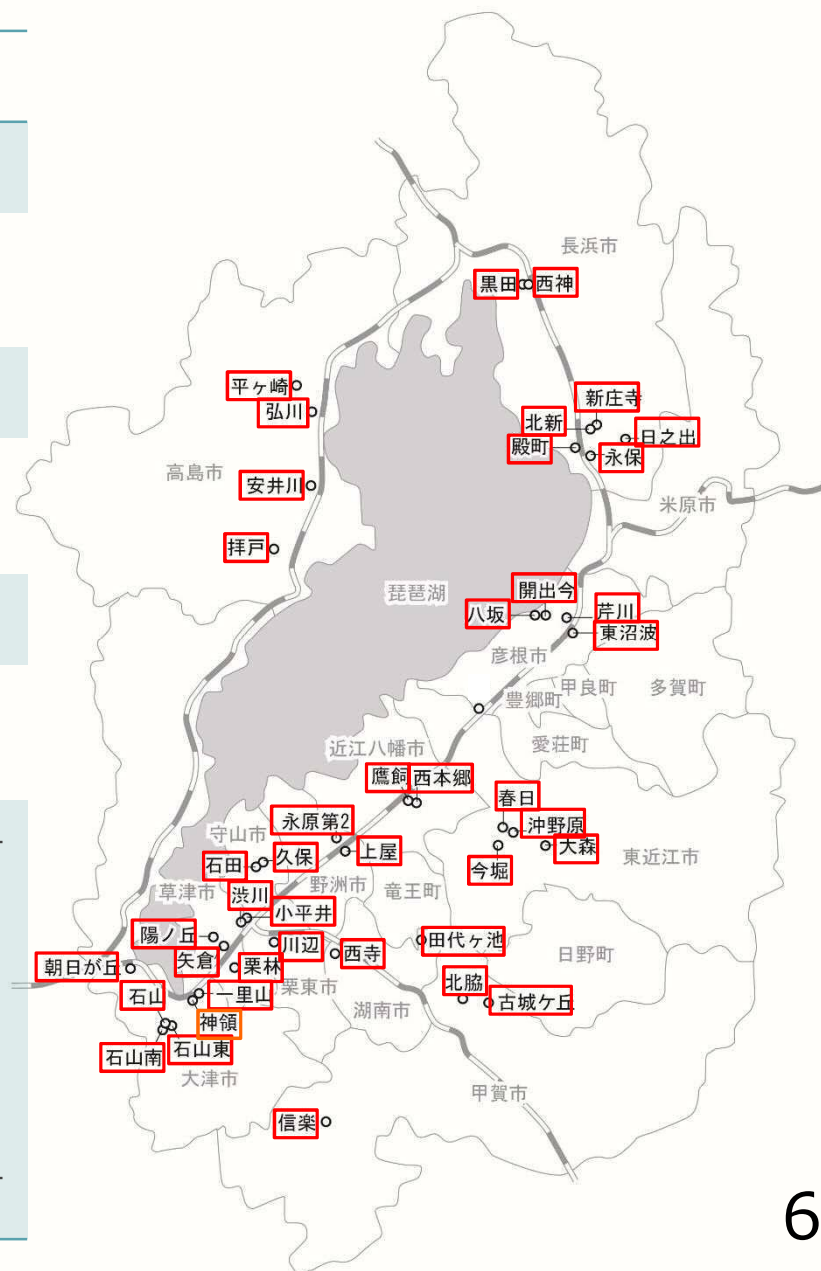 長浜市
黒田
西神
平ヶ崎
弘川
新庄寺
北新
日之出
殿町
永保
高島市
安井川
米原市
拝戸
琵琶湖
開出今
八坂
芹川
東沼波
彦根市
甲良町
多賀町
豊郷町
愛荘町
近江八幡市
鷹飼
西本郷
春日
永原第2
沖野原
守山市
上屋
大森
東近江市
久保
石田
今堀
野洲市
竜王町
草津市
渋川
小平井
陽ノ丘
川辺
田代ヶ池
矢倉
西寺
日野町
朝日が丘
栗林
栗東市
北脇
石山
一里山
古城ケ丘
湖南市
神領
石山東
石山南
大津市
甲賀市
信楽
6